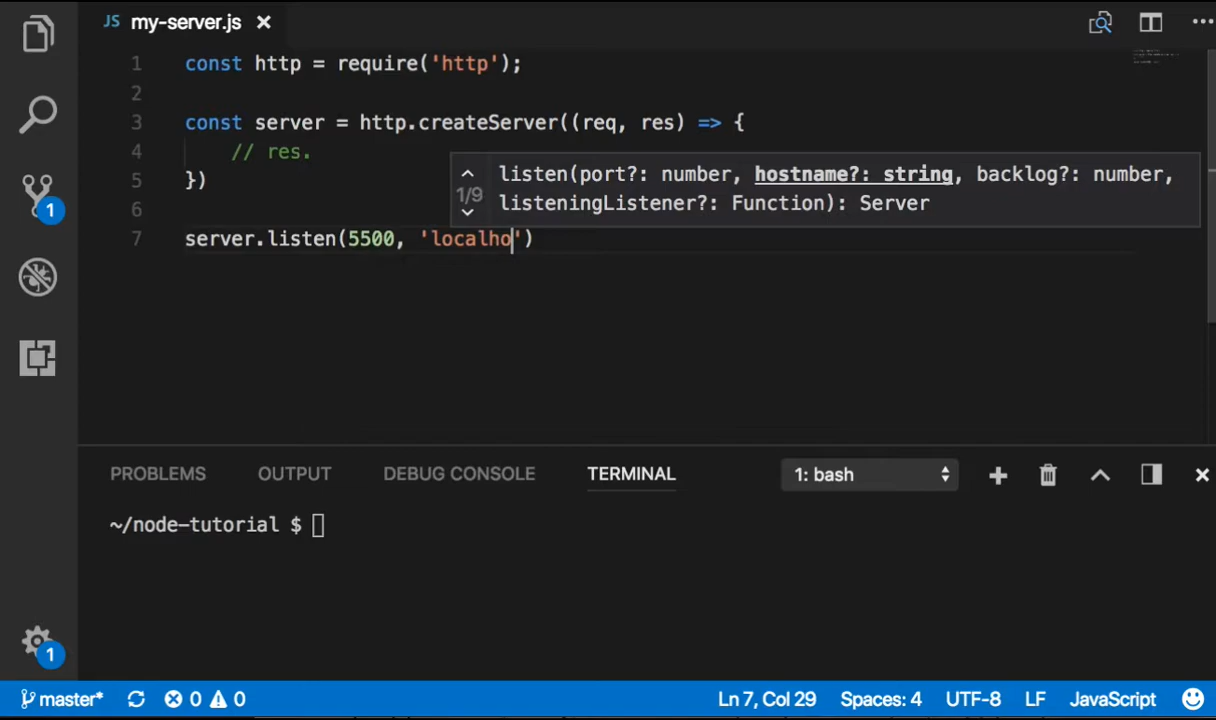 JS my-server.js
1 const http = require('http');
2
3 const server = http.createServer((req, res) => {
4 // res.
5 })
6
7 server.listen(5500, 'localho')
1/9
listen(port?: number, hostname?: string, backlog?: number,
listeningListener?: Function): Server
PROBLEMS OUTPUT DEBUG CONSOLE TERMINAL 1: bash
~/node-tutorial $
1
1
master* 0 0 Ln 7, Col 29 Spaces: 4 UTF-8 LF JavaScript